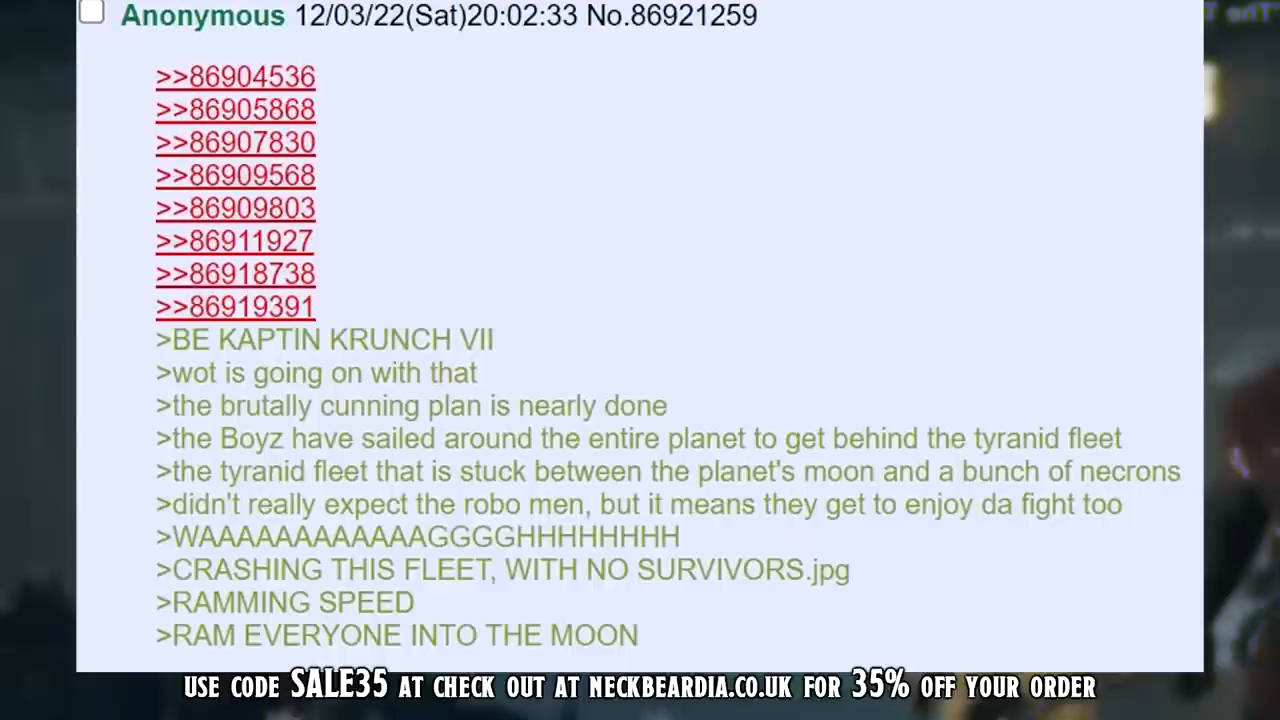 Anonymous 12/03/22(Sat)20:02:33 No.86921259
>>86904536
>>86905868
>>86907830
>>86909568
>>86909803
>>86911927
>>86918738
>>86919391
>BE KAPTIN KRUNCH VII
>wot is going on with that
>the brutally cunning plan is nearly done
>the Boyz have sailed around the entire planet to get behind the tyranid fleet
>the tyranid fleet that is stuck between the planet's moon and a bunch of necrons
>didn't really expect the robo men, but it means they get to enjoy da fight too
>WAAAAAAAAAAAAGGGGHHHHHHHH
>CRASHING THIS FLEET, WITH NO SURVIVORS.jpg
>RAMMING SPEED
>RAM EVERYONE INTO THE MOON
USE CODE SALE35 AT CHECK OUT AT NECKBEARDIA.CO.UK FOR 35% OFF YOUR ORDER